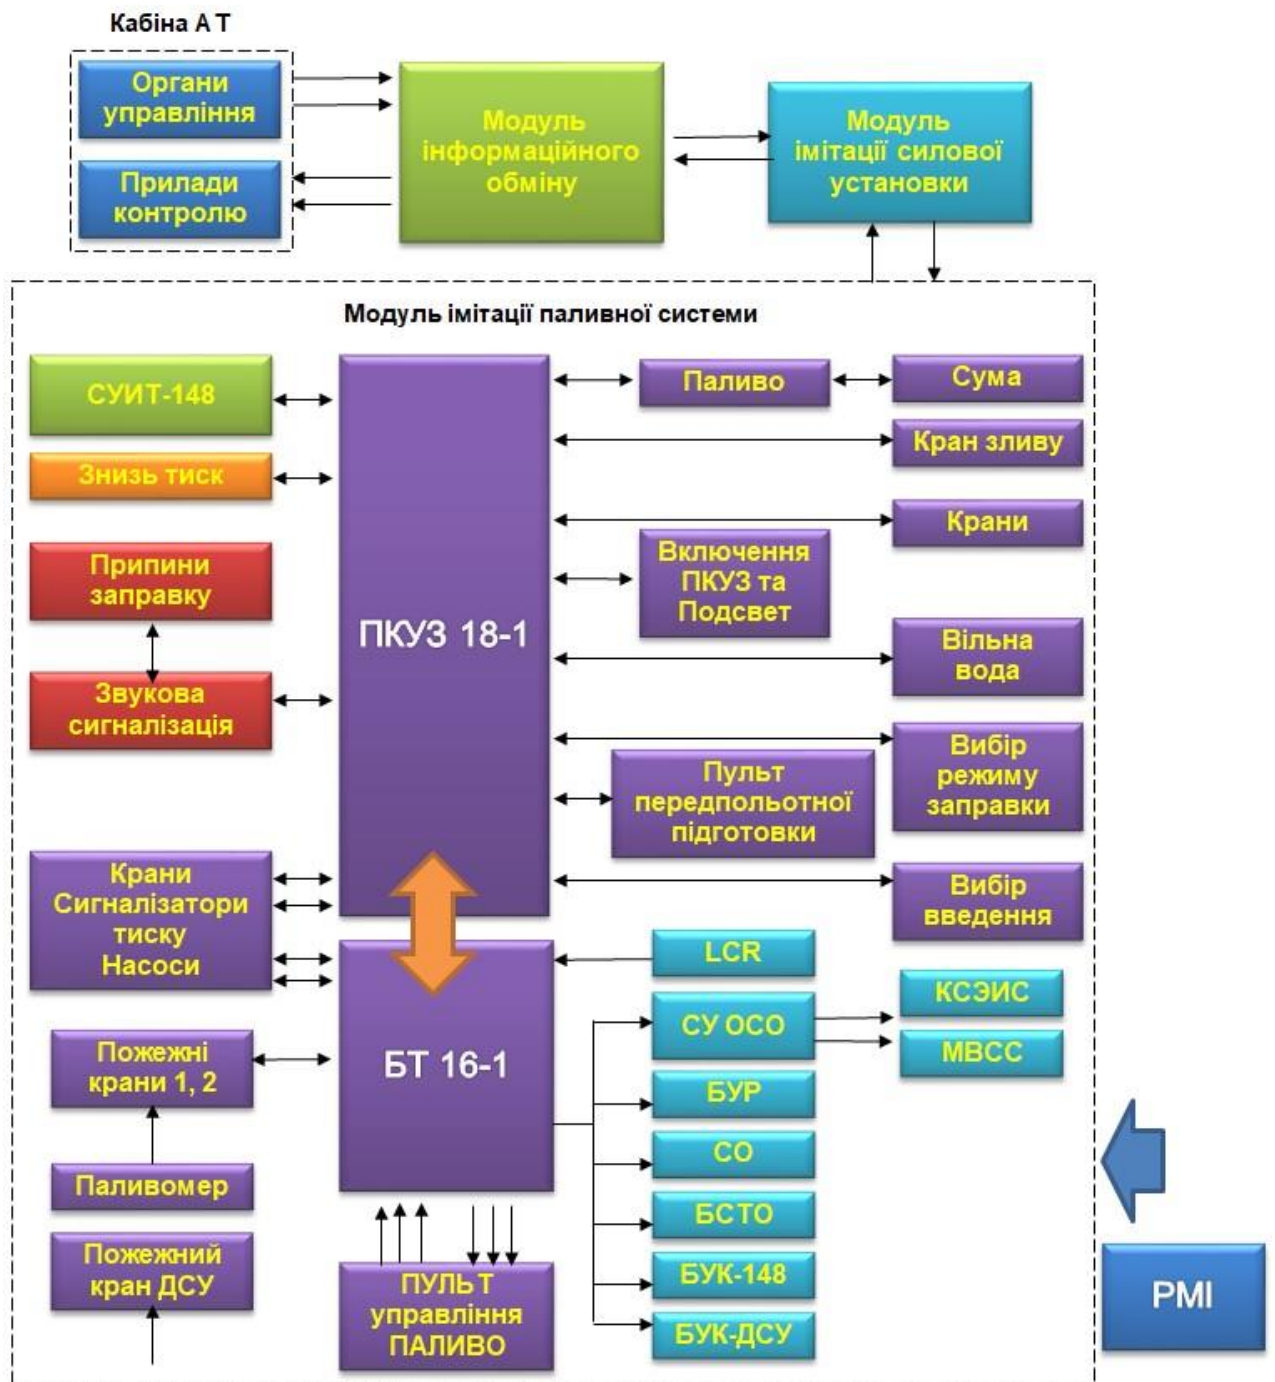 Кабіна АТ
Органи
управління
Прилади
контролю
Модуль
інформаційного
обміну
Модуль
імітації силової
установки
Модуль імітації паливної системи
СУИТ-148
Знизь тиск
Припини
заправку
Звукова
сигналізація
Крани
Сигналізатори
тиску
Насоси
Пожежні
крани 1, 2
Паливомер
Пожежний
кран ДСУ
ПКУЗ 18-1
БТ 16-1
ПУЛЬТ
управління
ПАЛИВО
Паливо
Сума
Кран зливу
Крани
Включення
ПКУЗ та
Подсвет
Вільна
вода
Вибір
режиму
заправки
Пульт
передпольотної
підготовки
Вибір
введення
LCR
СУ ОСО
КСЭИС
МВСС
БУР
СО
БСТО
БУК-148
БУК-ДСУ
РМІ